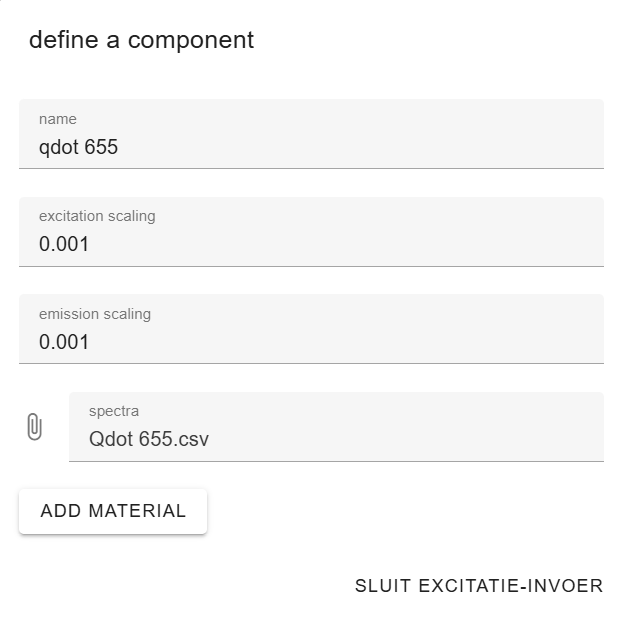 define a component
name
qdot 655
excitation scaling
0.001
emission scaling
0.001
spectra
Qdot 655.csv
ADD MATERIAL
SLUIT EXCITATIE-INVOER